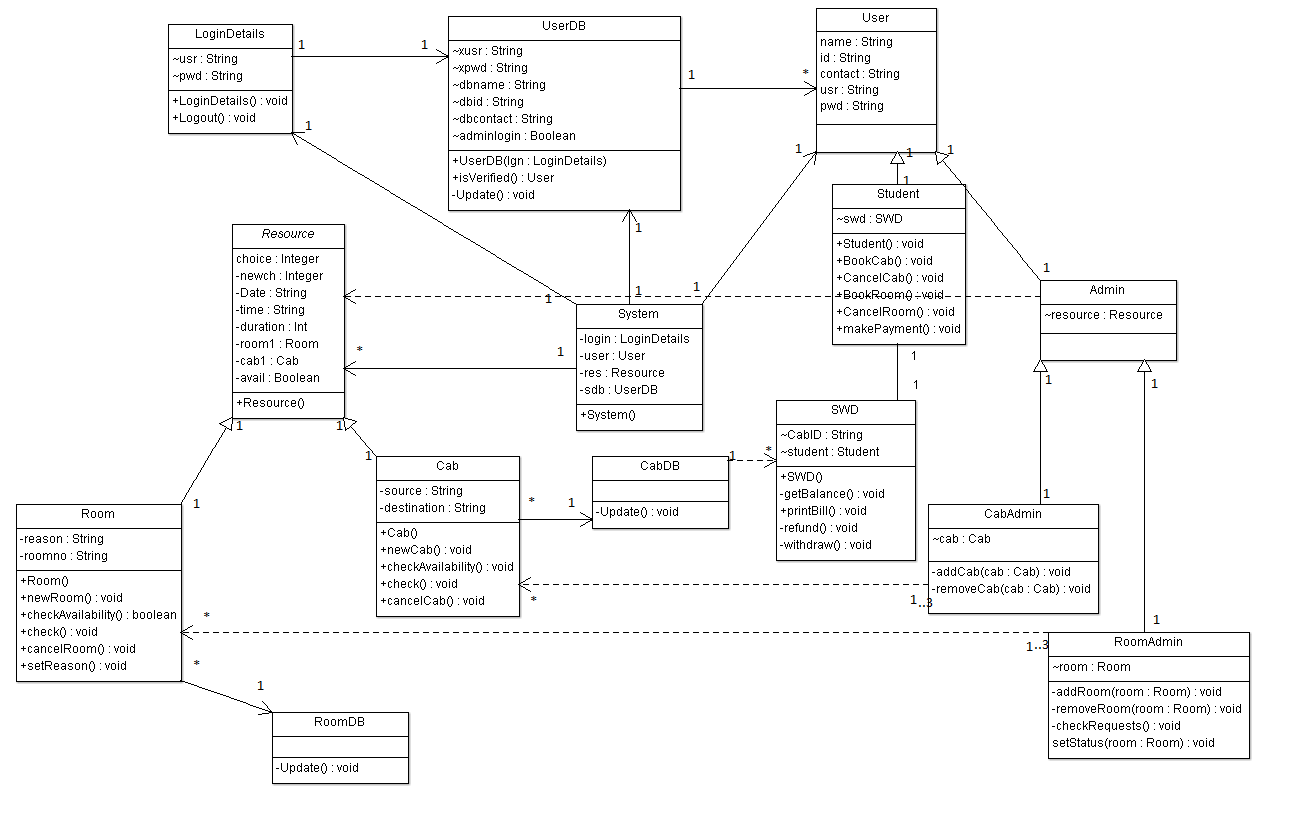 LoginDetails
~usr : String
~pwd : String
+LoginDetails() : void
+Logout() : void
1
1
1
UserDB
~xusr : String
~xpwd : String
~dbname : String
~dbid : String
~dbcontact : String
~adminlogin : Boolean
+UserDB(lgn : LoginDetails)
+isVerified() : User
-Update() : void
1
*
1
User
name : String
id : String
contact : String
usr : String
pwd : String
1
1
1
1
Student
~swd : SWD
+Student() : void
+BookCab() : void
+CancelCab() : void
+BookRoom() : void
+CancelRoom() : void
+makePayment() : void
1
1
Resource
choice : Integer
-newch : Integer
-Date : String
-time : String
-duration : Int
-room1 : Room
-cab1 : Cab
-avail : Boolean
+Resource()
1
1
*
1
1
1
1
System
-login : LoginDetails
-user : User
-res : Resource
-sdb : UserDB
+System()
1
Admin
~resource : Resource
1
1
SWD
~CabID : String
~student : Student
+SWD()
-getBalance() : void
+printBill() : void
-refund() : void
-withdraw() : void
1
Cab
-source : String
-destination : String
+Cab()
+newCab() : void
+checkAvailability() : void
+check() : void
+cancelCab() : void
*
1
CabDB
-Update() : void
1
*
1
Room
-reason : String
-roomno : String
+Room()
+newRoom() : void
+checkAvailability() : boolean
+check() : void
+cancelRoom() : void
+setReason() : void
1
CabAdmin
~cab : Cab
-addCab(cab : Cab) : void
-removeCab(cab : Cab) : void
*
1..3
*
1..3
1
RoomAdmin
~room : Room
-addRoom(room : Room) : void
-removeRoom(room : Room) : void
-checkRequests() : void
setStatus(room : Room) : void
*
1
RoomDB
-Update() : void